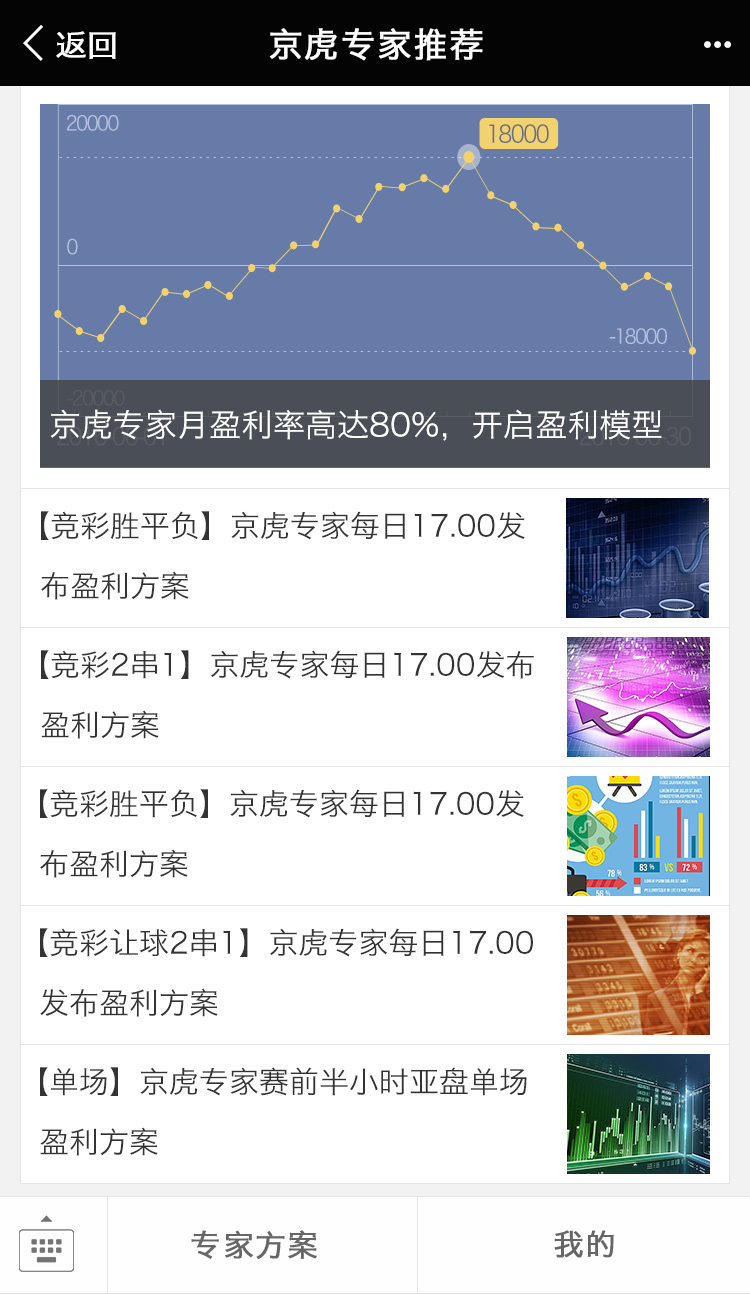 返回
京虎专家推荐
20000
18000
0
-18000
-20000
京虎专家月盈利率高达80%，开启盈利模型
【竞彩胜平负】京虎专家每日17.00发
布盈利方案
【竞彩2串1】京虎专家每日17.00发布
盈利方案
【竞彩胜平负】京虎专家每日17.00发
布盈利方案
83 % VS 72 %
78 %
56 %
【竞彩让球2串1】京虎专家每日17.00
发布盈利方案
【单场】京虎专家赛前半小时亚盘单场
盈利方案
专家方案
我的